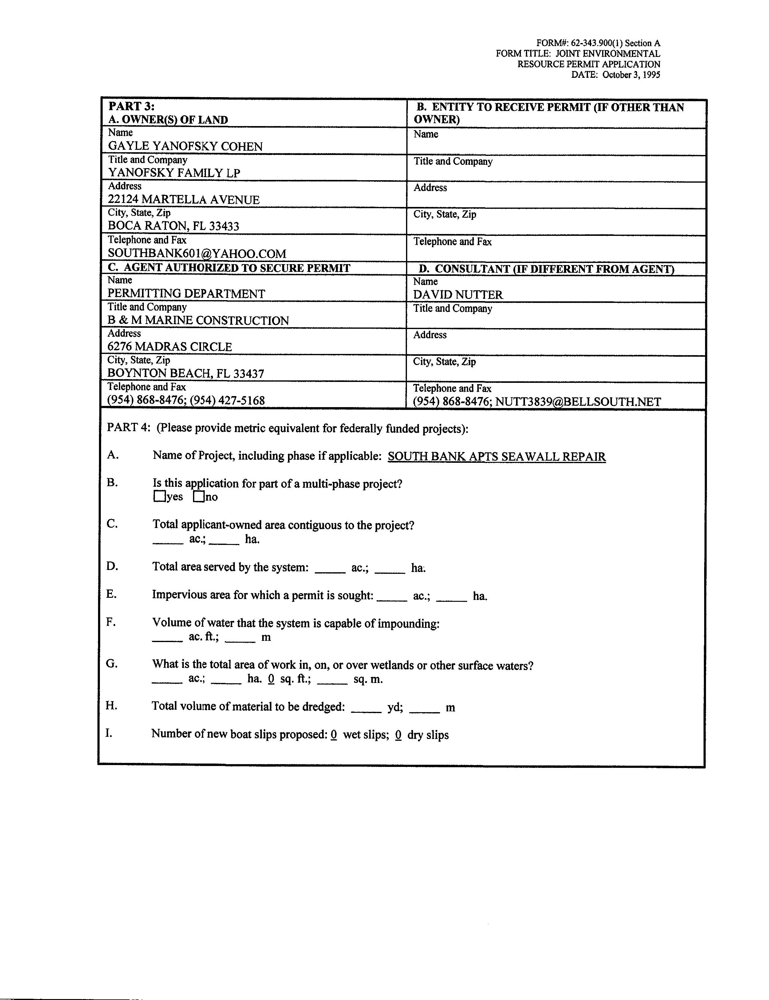 FORM#: 62-343.900(1) Section A
FORM TITLE: JOINT ENVIRONMENTAL
RESOURCE PERMIT APPLICATION
DATE: October 3, 1995
PART 3:
A. OWNER(S) OF LAND
B. ENTITY TO RECEIVE PERMIT (IF OTHER THAN
OWNER)
Name
GAYLE YANOFSKY COHEN
Name
Title and Company
YANOFSKY FAMILY LP
Title and Company
Address
22124 MARTELLA AVENUE
Address
City, State, Zip
BOCA RATON, FL 33433
City, State, Zip
Telephone and Fax
SOUTHBANK601@YAHOO.COM
Telephone and Fax
C. AGENT AUTHORIZED TO SECURE PERMIT
D. CONSULTANT (IF DIFFERENT FROM AGENT)
Name
PERMITTING DEPARTMENT
Name
DAVID NUTTER
Title and Company
B & M MARINE CONSTRUCTION
Title and Company
Address
6276 MADRAS CIRCLE
Address
City, State, Zip
BOYNTON BEACH, FL 33437
City, State, Zip
Telephone and Fax
(954) 868-8476; (954) 427-5168
Telephone and Fax
(954) 868-8476; NUTT3839@BELLSOUTH.NET
PART 4: (Please provide metric equivalent for federally funded projects):
A. Name of Project, including phase if applicable: SOUTH BANK APTS SEAWALL REPAIR
B. Is this application for part of a multi-phase project?
☐yes ☐no
C. Total applicant-owned area contiguous to the project?
_____ ac.; _____ ha.
D. Total area served by the system: _____ ac.; _____ ha.
E. Impervious area for which a permit is sought: _____ ac.; _____ ha.
F. Volume of water that the system is capable of impounding:
_____ ac. ft.; _____ m
G. What is the total area of work in, on, or over wetlands or other surface waters?
_____ ac.; _____ ha. 0 sq. ft.; _____ sq. m.
H. Total volume of material to be dredged: _____ yd; _____ m
I. Number of new boat slips proposed: 0 wet slips; 0 dry slips